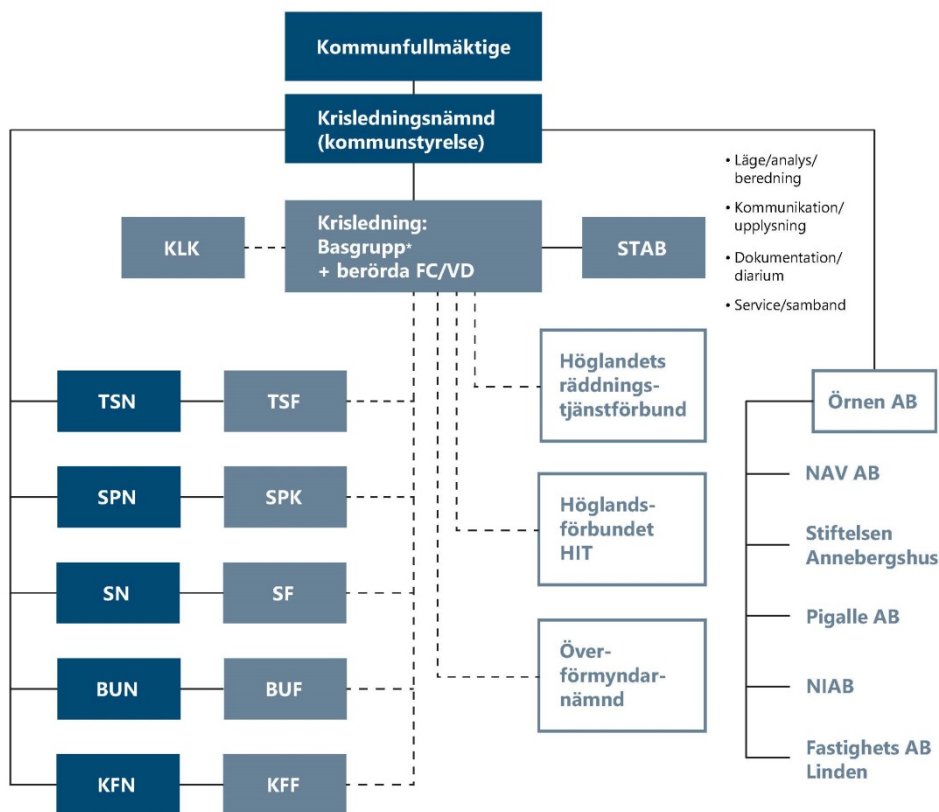 Kommunfullmäktige
Krisledningsnämnd
(kommunstyrelse)
• Läge/analys/
beredning
• Kommunikation/
upplysning
• Dokumentation/
diarium
• Service/samband
KLK
Krisledning:
Basgrupp*
+ berörda FC/VD
STAB
TSN
TSF
SPN
SPK
SN
SF
BUN
BUF
KFN
KFF
Höglandets
räddnings-
tjänstförbund
Höglands-
förbundet
HIT
Över-
förmyndar-
nämnd
Örnen AB
NAV AB
Stiftelsen
Annebergshus
Pigalle AB
NIAB
Fastighets AB
Linden